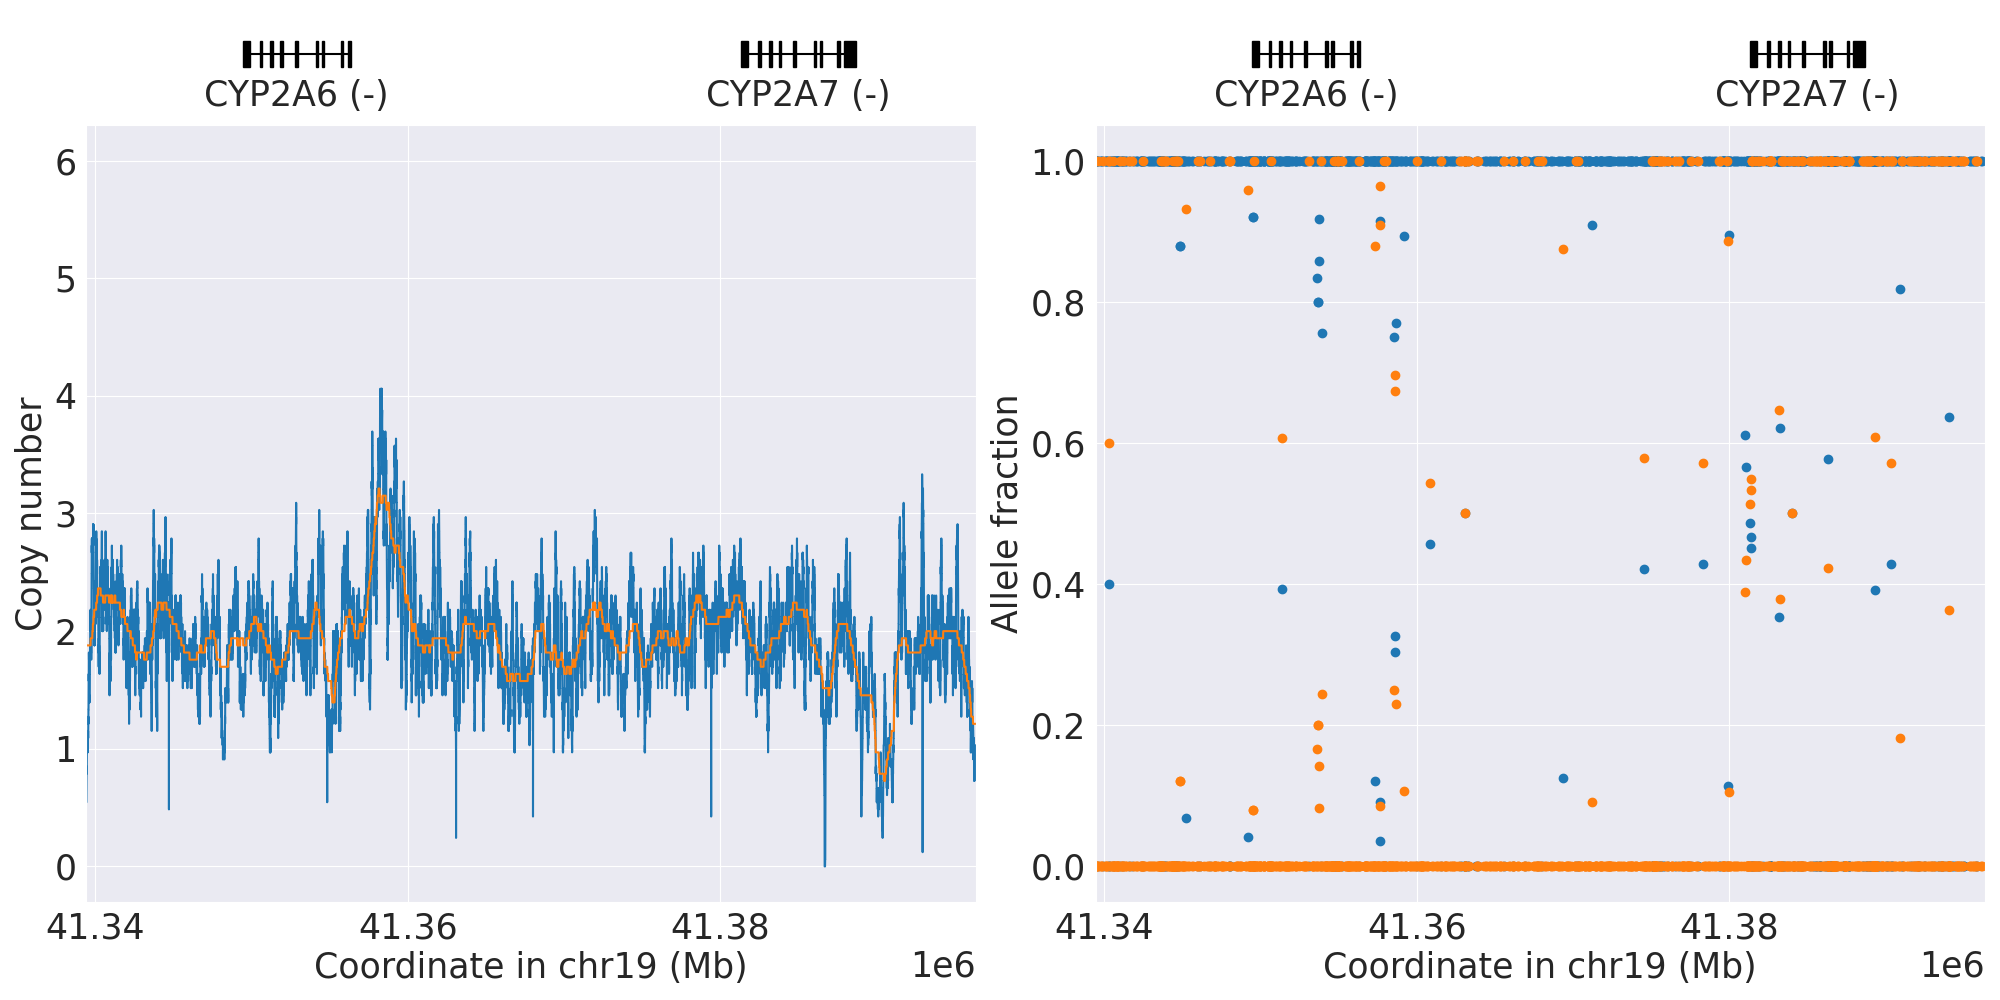 CYP2A6 (-)
CYP2A7 (-)
Copy number
6
5
4
3
2
1
0
41.34
41.36
41.38
Coordinate in chr19 (Mb)
1e6
CYP2A6 (-)
CYP2A7 (-)
Allele fraction
1.0
0.8
0.6
0.4
0.2
0.0
41.34
41.36
41.38
Coordinate in chr19 (Mb)
1e6